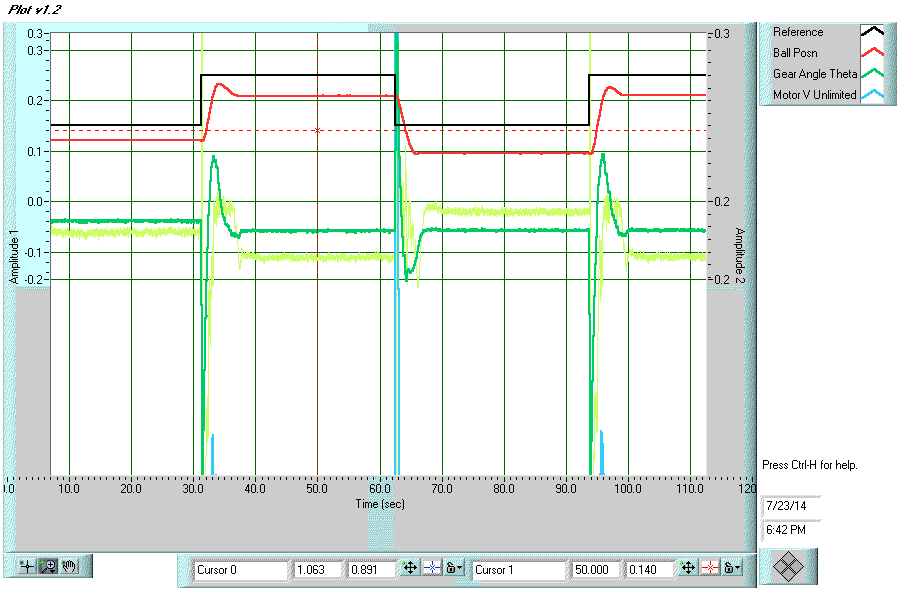 Plot v1.2
0.3
0.3
0.2
0.1
0.0
-0.1
-0.2
Amplitude 1
0.3
-0.2
-0.2
Amplitude 2
0.0 10.0 20.0 30.0 40.0 50.0 60.0 70.0 80.0 90.0 100.0 110.0 120
Time (sec)
Reference
Ball Posn
Gear Angle Theta
Motor V Unlimited
Press Ctrl-H for help.
7/23/14
6:42 PM
Cursor 0 1.063 0.891 Cursor 1 50.000 0.140